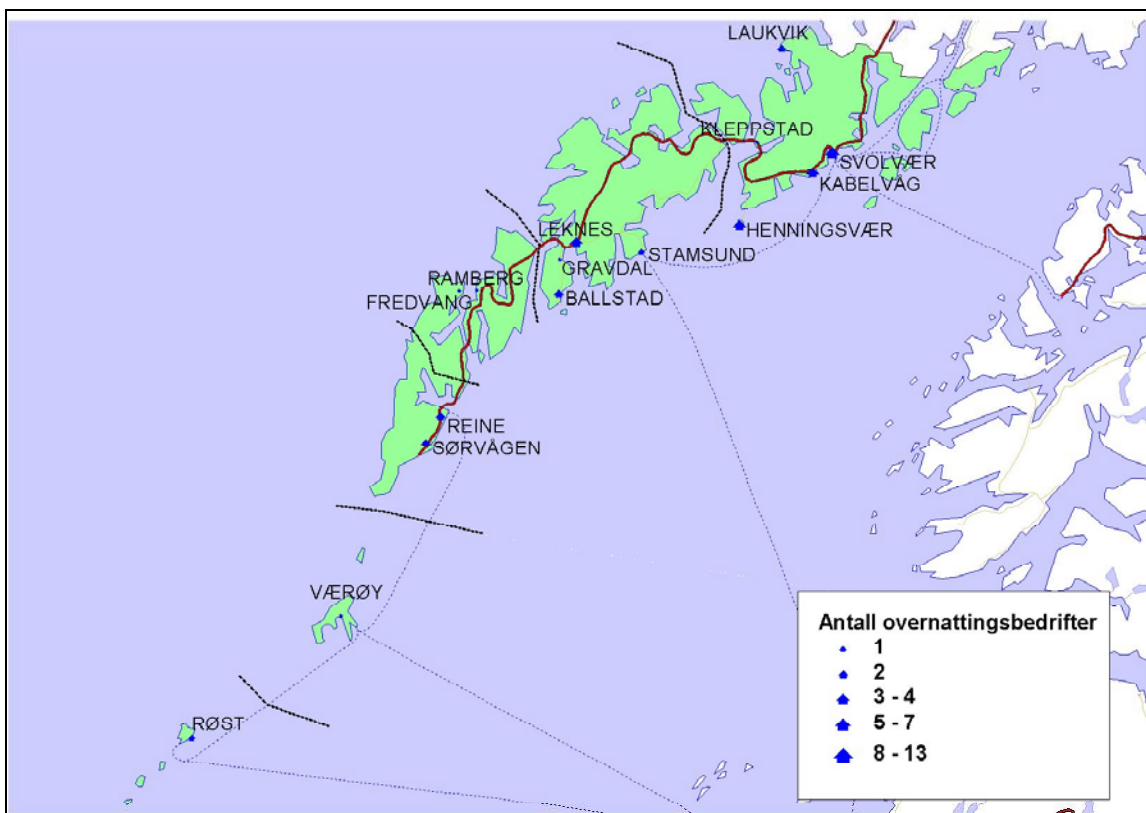 LAUKVIK
KLEPPSTAD
SVOLVÆR
KABELVÅG
HENNINGSVÆR
LEKNES
STAMSUND
GRAVDAL
RAMBERG
BALLSTAD
FREDVANG
REINE
SØRVÅGEN
VÆRØY
RØST
Antall overnattingsbedrifter
1
2
3 - 4
5 - 7
8 - 13